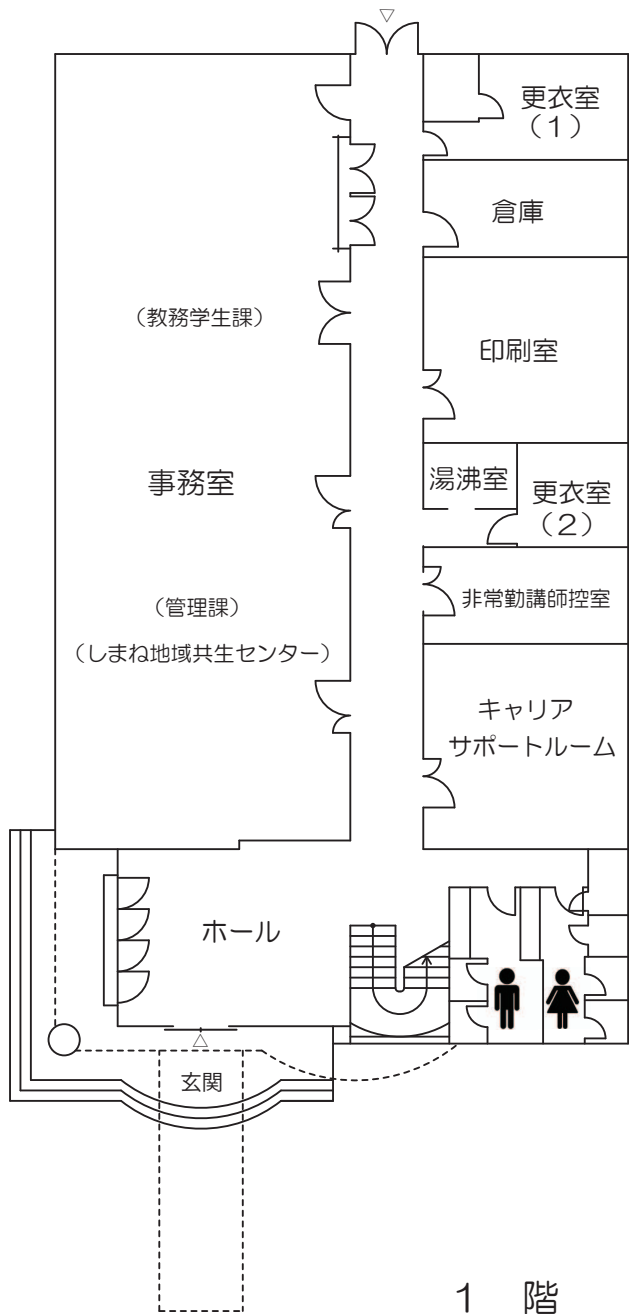 更衣室
（１）
倉庫
（教務学生課）
印刷室
事務室
湯沸室
更衣室
（２）
（管理課）
非常勤講師控室
（しまね地域共生センター）
キャリア
サポートルーム
ホール
玄関
１　階